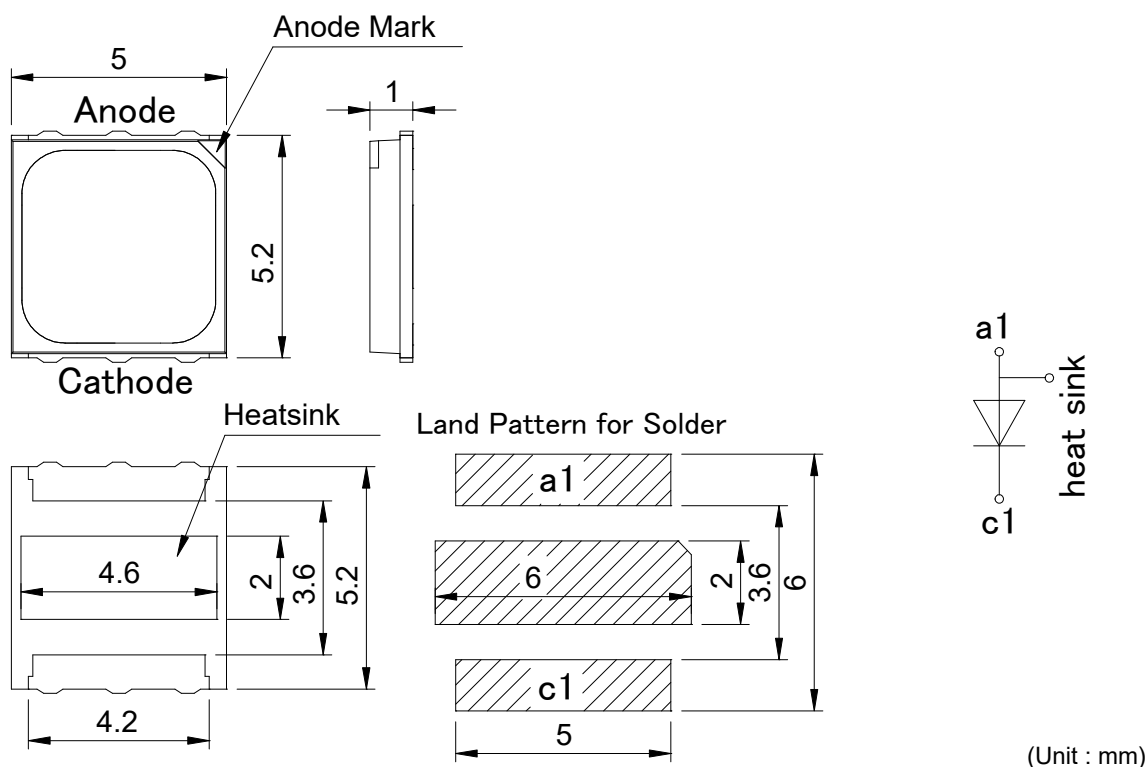 Anode Mark
5
Anode
1
5.2
Cathode
Heatsink
4.6
2
3.6
5.2
4.2
Land Pattern for Solder
a1
6
2
3.6
6
c1
5
a1
heat sink
c1
(Unit : mm)